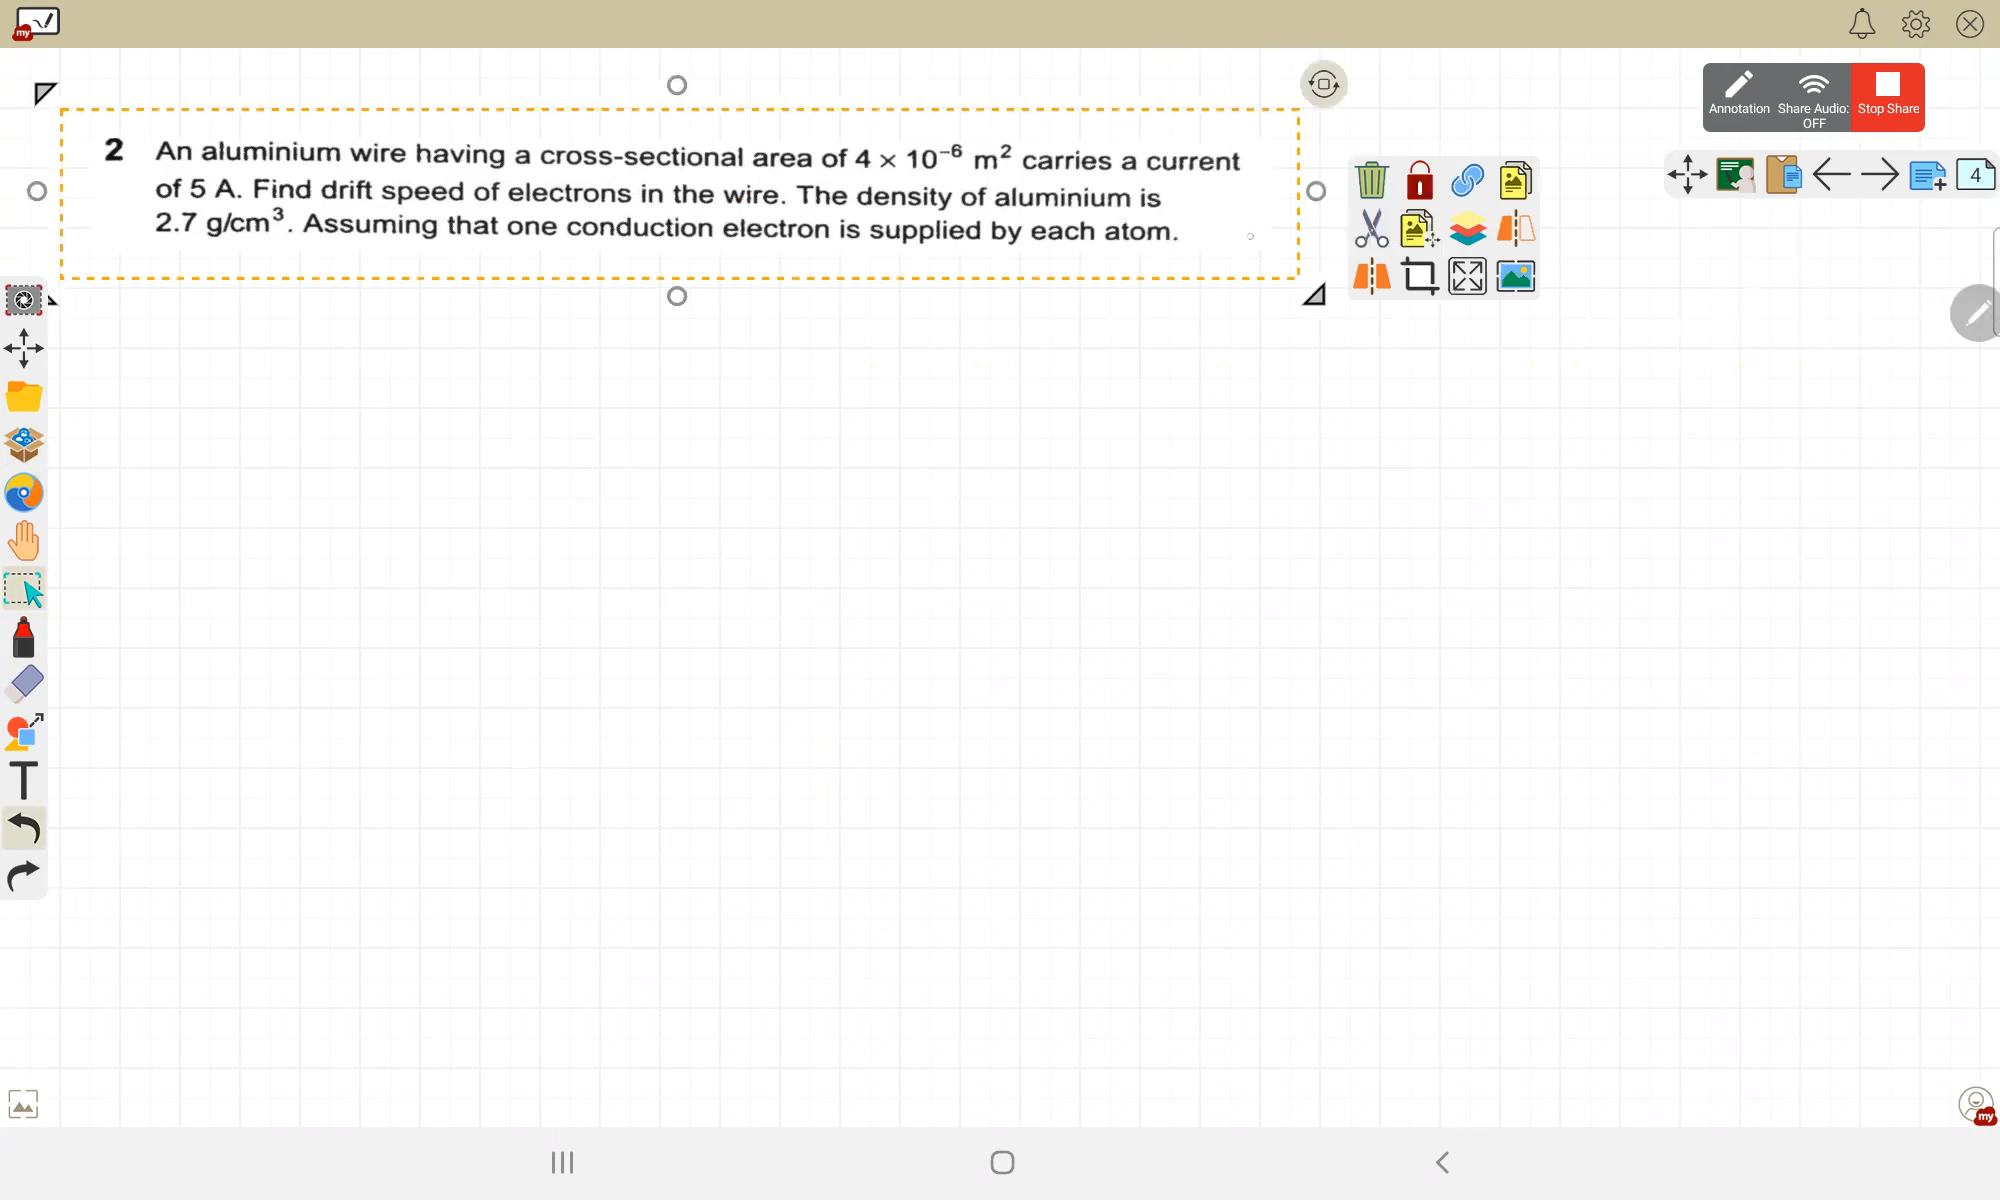 my
Annotation
Share Audio:
OFF
Stop Share
2 An aluminium wire having a cross-sectional area of 4 × 10⁻⁶ m² carries a current
of 5 A. Find drift speed of electrons in the wire. The density of aluminium is
2.7 g/cm³. Assuming that one conduction electron is supplied by each atom.
4
T
my